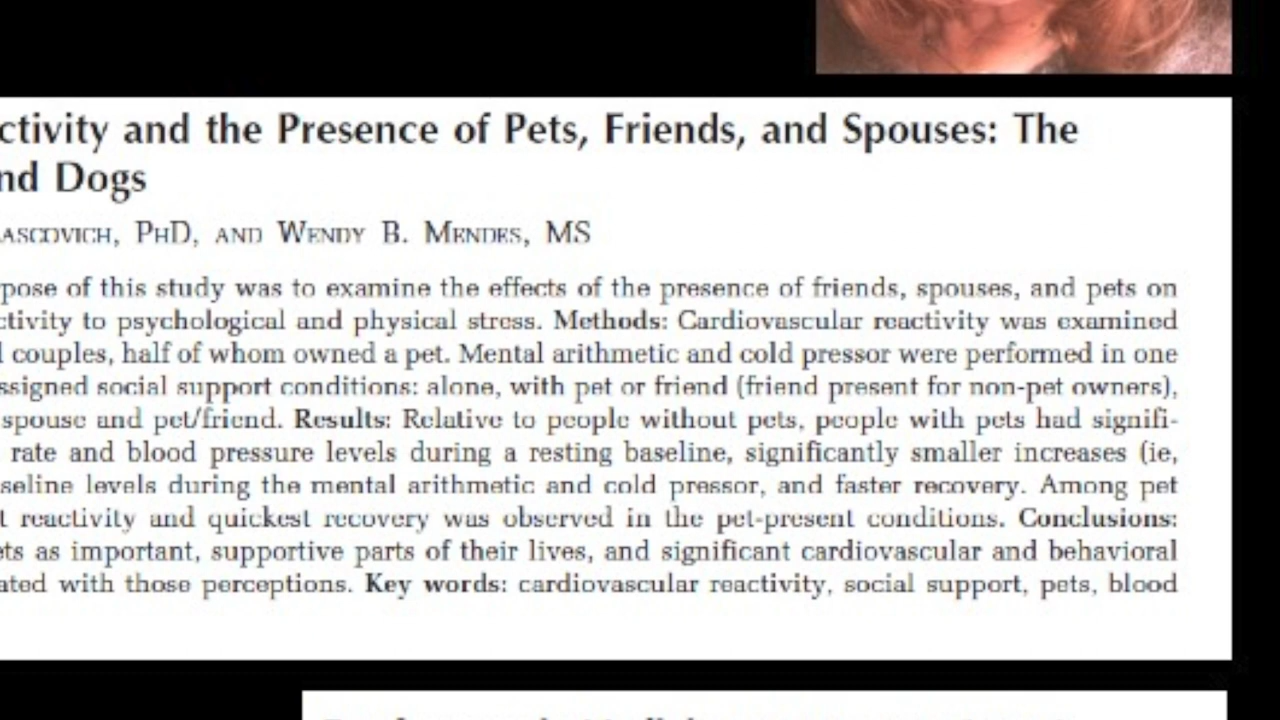 ctivity and the Presence of Pets, Friends, and Spouses: The
nd Dogs
ASCOVICH, PHD, AND WENDY B. MENDES, MS
pose of this study was to examine the effects of the presence of friends, spouses, and pets on
ctivity to psychological and physical stress. Methods: Cardiovascular reactivity was examined
l couples, half of whom owned a pet. Mental arithmetic and cold pressor were performed in one
ssigned social support conditions: alone, with pet or friend (friend present for non-pet owners),
spouse and pet/friend. Results: Relative to people without pets, people with pets had signifi-
rate and blood pressure levels during a resting baseline, significantly smaller increases (ie,
seline levels during the mental arithmetic and cold pressor, and faster recovery. Among pet
t reactivity and quickest recovery was observed in the pet-present conditions. Conclusions:
ets as important, supportive parts of their lives, and significant cardiovascular and behavioral
ated with those perceptions. Key words: cardiovascular reactivity, social support, pets, blood